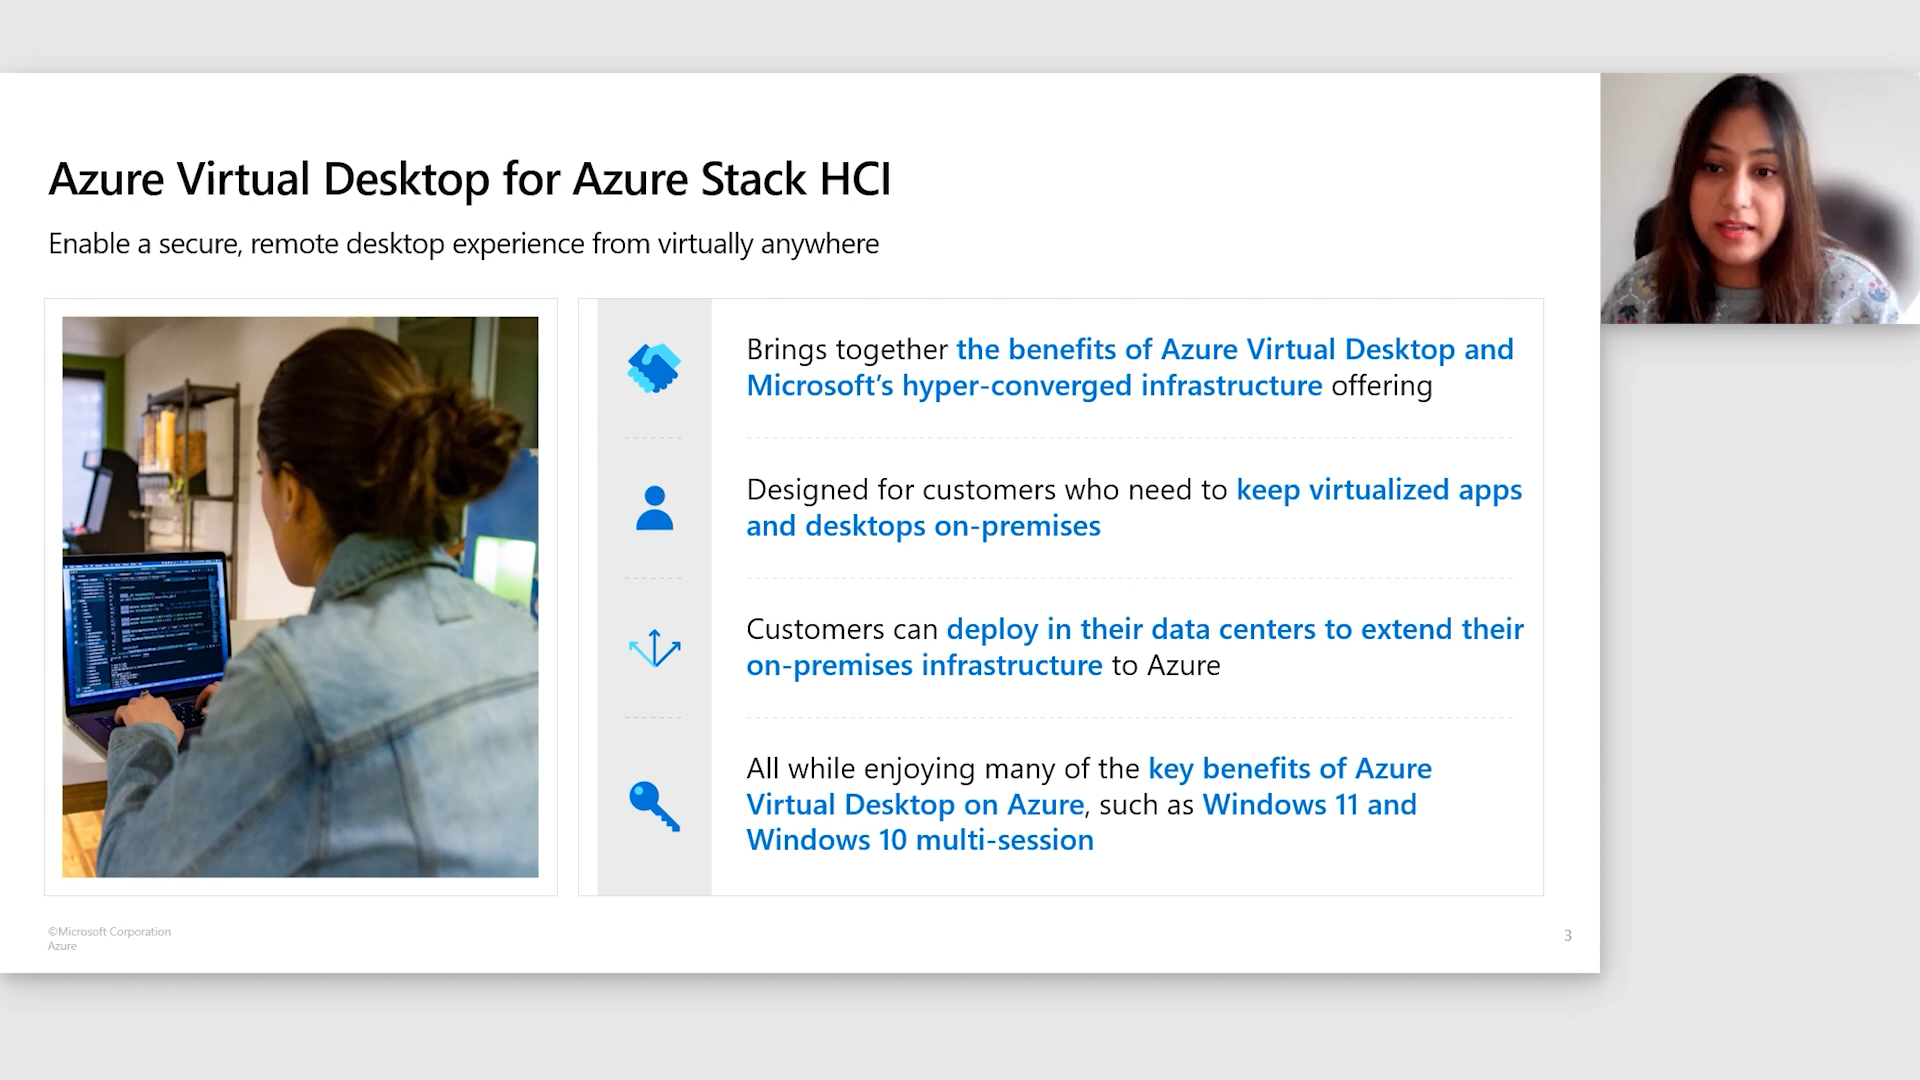 Azure Virtual Desktop for Azure Stack HCI
Enable a secure, remote desktop experience from virtually anywhere
Brings together the benefits of Azure Virtual Desktop and
Microsoft’s hyper-converged infrastructure offering
Designed for customers who need to keep virtualized apps
and desktops on-premises
Customers can deploy in their data centers to extend their
on-premises infrastructure to Azure
All while enjoying many of the key benefits of Azure
Virtual Desktop on Azure, such as Windows 11 and
Windows 10 multi-session
©Microsoft Corporation
Azure
3